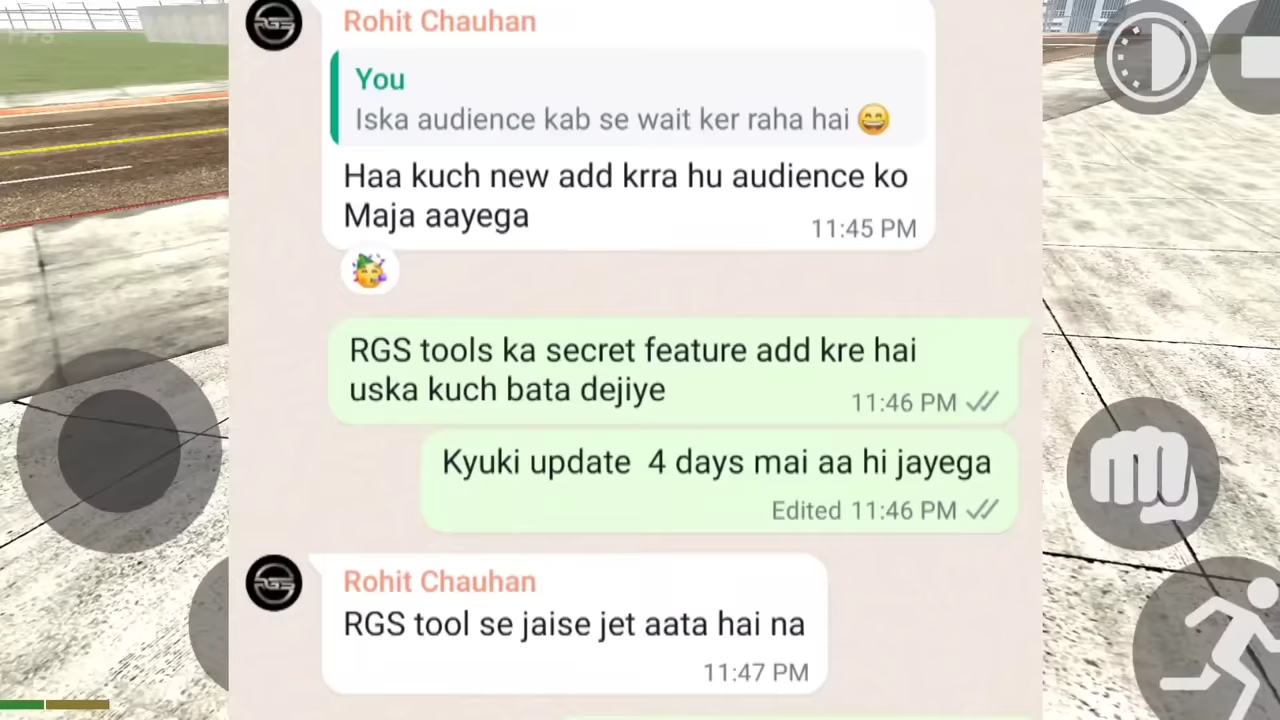 FPS
Rohit Chauhan
You
Iska audience kab se wait ker raha hai 😄
Haa kuch new add krra hu audience ko
Maja aayega
11:45 PM
RGS tools ka secret feature add kre hai
uska kuch bata dejiye
11:46 PM
Kyuki update 4 days mai aa hi jayega
Edited 11:46 PM
RGS
Rohit Chauhan
RGS tool se jaise jet aata hai na
11:47 PM